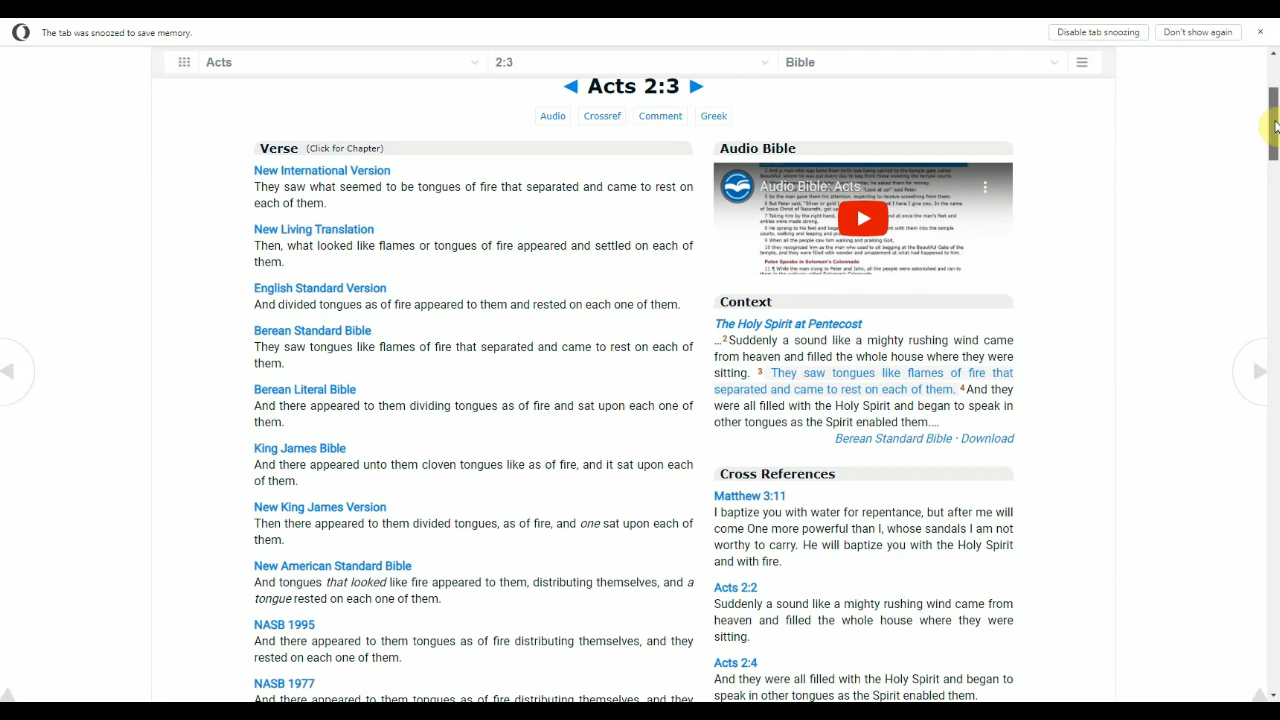 The tab was snoozed to save memory.
Disable tab snoozing
Don't show again
×
Acts
2:3
Bible
◄ Acts 2:3 ►
Audio
Crossref
Comment
Greek
Verse (Click for Chapter)
New International Version
They saw what seemed to be tongues of fire that separated and came to rest on
each of them.
New Living Translation
Then, what looked like flames or tongues of fire appeared and settled on each of
them.
English Standard Version
And divided tongues as of fire appeared to them and rested on each one of them.
Berean Standard Bible
They saw tongues like flames of fire that separated and came to rest on each of
them.
Berean Literal Bible
And there appeared to them dividing tongues as of fire and sat upon each one of
them.
King James Bible
And there appeared unto them cloven tongues like as of fire, and it sat upon each
of them.
New King James Version
Then there appeared to them divided tongues, as of fire, and one sat upon each of
them.
New American Standard Bible
And tongues that looked like fire appeared to them, distributing themselves, and a
tongue rested on each one of them.
NASB 1995
And there appeared to them tongues as of fire distributing themselves, and they
rested on each one of them.
NASB 1977
And there appeared to them tongues as of fire distributing themselves, and they
Audio Bible
Audio Bible: Acts
Peter Speaks in Solomon's Colonnade
Context
The Holy Spirit at Pentecost
…2Suddenly a sound like a mighty rushing wind came
from heaven and filled the whole house where they were
sitting. 3 They saw tongues like flames of fire that
separated and came to rest on each of them. 4And they
were all filled with the Holy Spirit and began to speak in
other tongues as the Spirit enabled them.…
Berean Standard Bible · Download
Cross References
Matthew 3:11
I baptize you with water for repentance, but after me will
come One more powerful than I, whose sandals I am not
worthy to carry. He will baptize you with the Holy Spirit
and with fire.
Acts 2:2
Suddenly a sound like a mighty rushing wind came from
heaven and filled the whole house where they were
sitting.
Acts 2:4
And they were all filled with the Holy Spirit and began to
speak in other tongues as the Spirit enabled them.